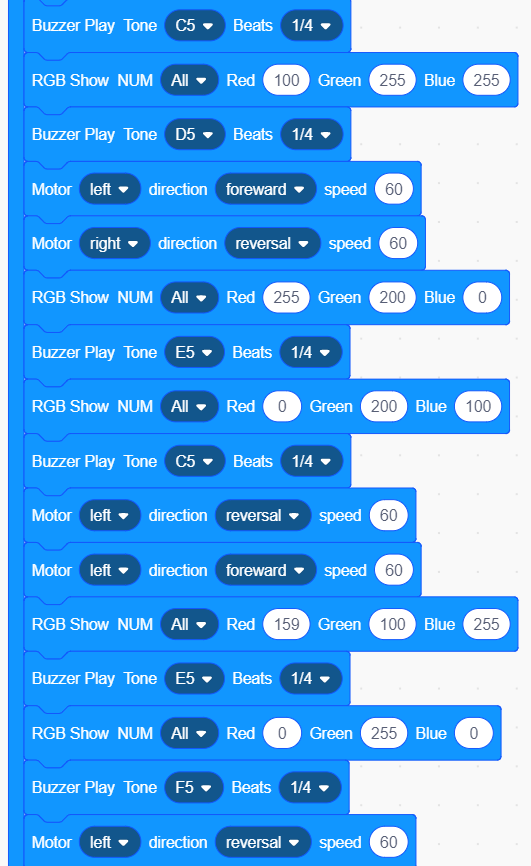 Buzzer Play Tone C5 Beats 1/4
RGB Show NUM All Red 100 Green 255 Blue 255
Buzzer Play Tone D5 Beats 1/4
Motor left direction foreward speed 60
Motor right direction reversal speed 60
RGB Show NUM All Red 255 Green 200 Blue 0
Buzzer Play Tone E5 Beats 1/4
RGB Show NUM All Red 0 Green 200 Blue 100
Buzzer Play Tone C5 Beats 1/4
Motor left direction reversal speed 60
Motor left direction foreward speed 60
RGB Show NUM All Red 159 Green 100 Blue 255
Buzzer Play Tone E5 Beats 1/4
RGB Show NUM All Red 0 Green 255 Blue 0
Buzzer Play Tone F5 Beats 1/4
Motor left direction reversal speed 60